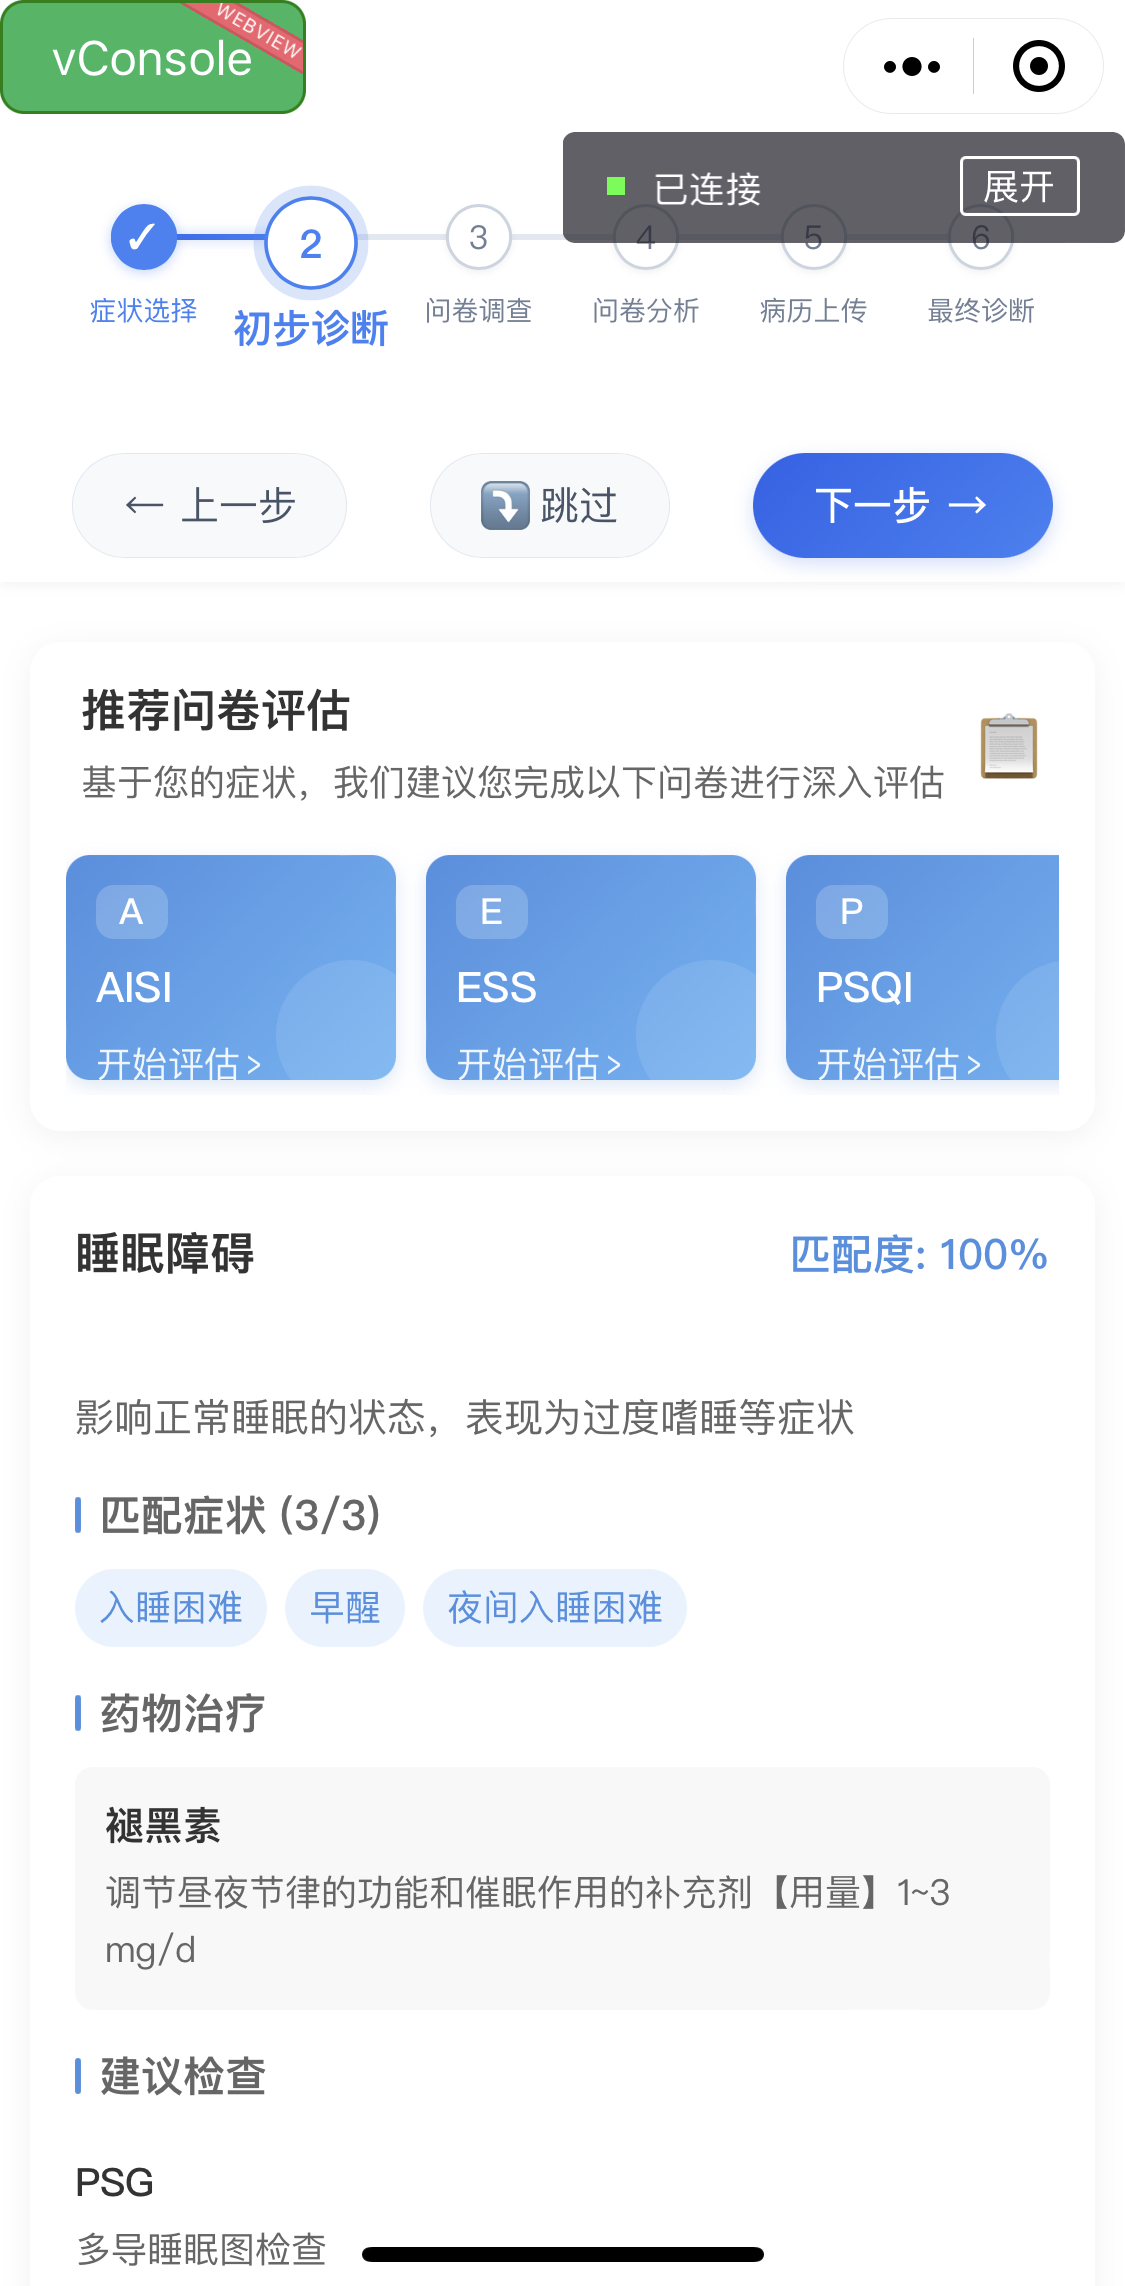 vConsole
WEBVIEW
已连接
展开
✓
2
3
4
5
6
症状选择
初步诊断
问卷调查
问卷分析
病历上传
最终诊断
← 上一步
⤵️ 跳过
下一步 →
推荐问卷评估
基于您的症状，我们建议您完成以下问卷进行深入评估
A
AISI
开始评估 >
E
ESS
开始评估 >
P
PSQI
开始评估 >
睡眠障碍
匹配度: 100%
影响正常睡眠的状态，表现为过度嗜睡等症状
匹配症状 (3/3)
入睡困难
早醒
夜间入睡困难
药物治疗
褪黑素
调节昼夜节律的功能和催眠作用的补充剂【用量】1~3
mg/d
建议检查
PSG
多导睡眠图检查